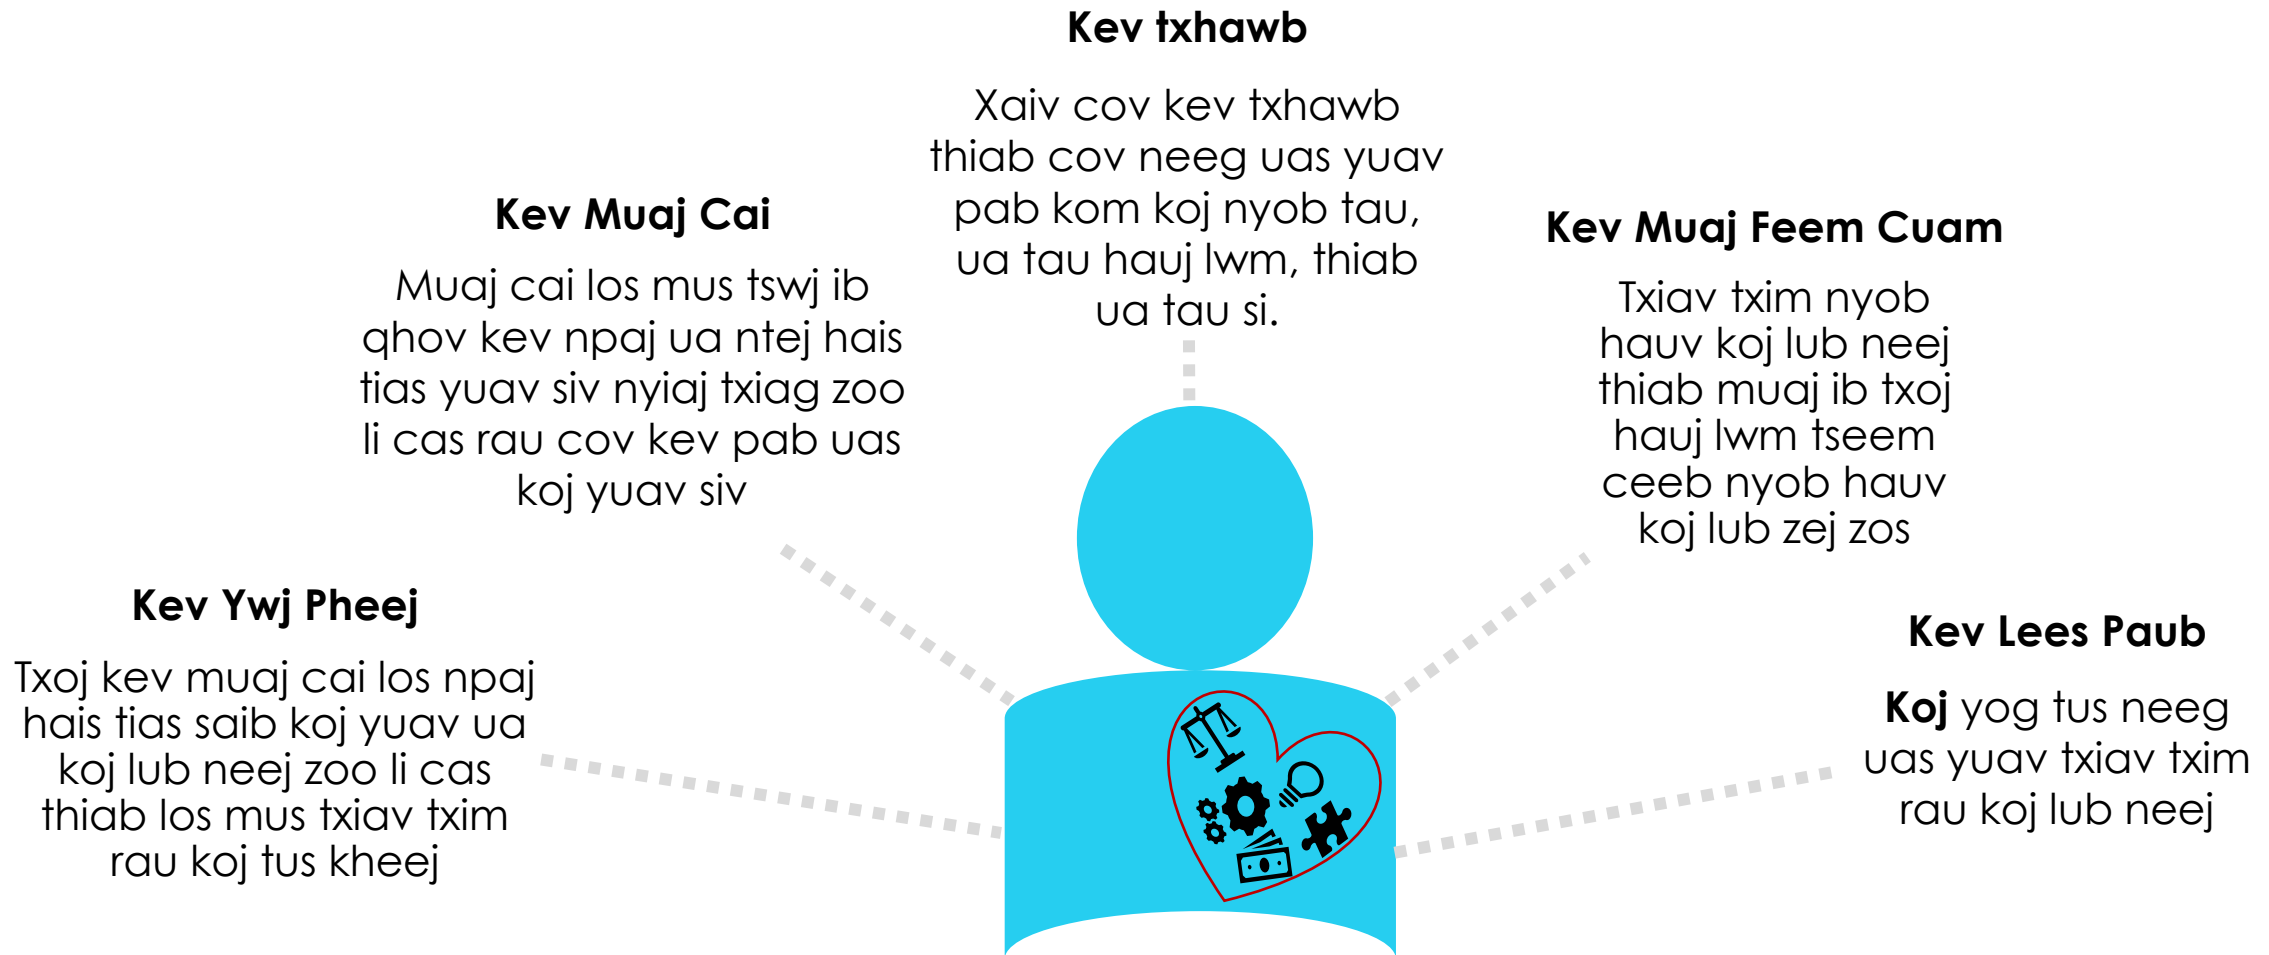 Kev txhawb
Xaiv cov kev txhawb
thiab cov neeg uas yuav
pab kom koj nyob tau,
ua tau hauj lwm, thiab
ua tau si.
Kev Muaj Cai
Muaj cai los mus tswj ib
qhov kev npaj ua ntej hais
tias yuav siv nyiaj txiag zoo
li cas rau cov kev pab uas
koj yuav siv
Kev Muaj Feem Cuam
Txiav txim nyob
hauv koj lub neej
thiab muaj ib txoj
hauj lwm tseem
ceeb nyob hauv
koj lub zej zos
Kev Ywj Pheej
Txoj kev muaj cai los npaj
hais tias saib koj yuav ua
koj lub neej zoo li cas
thiab los mus txiav txim
rau koj tus kheej
Kev Lees Paub
Koj yog tus neeg
uas yuav txiav txim
rau koj lub neej